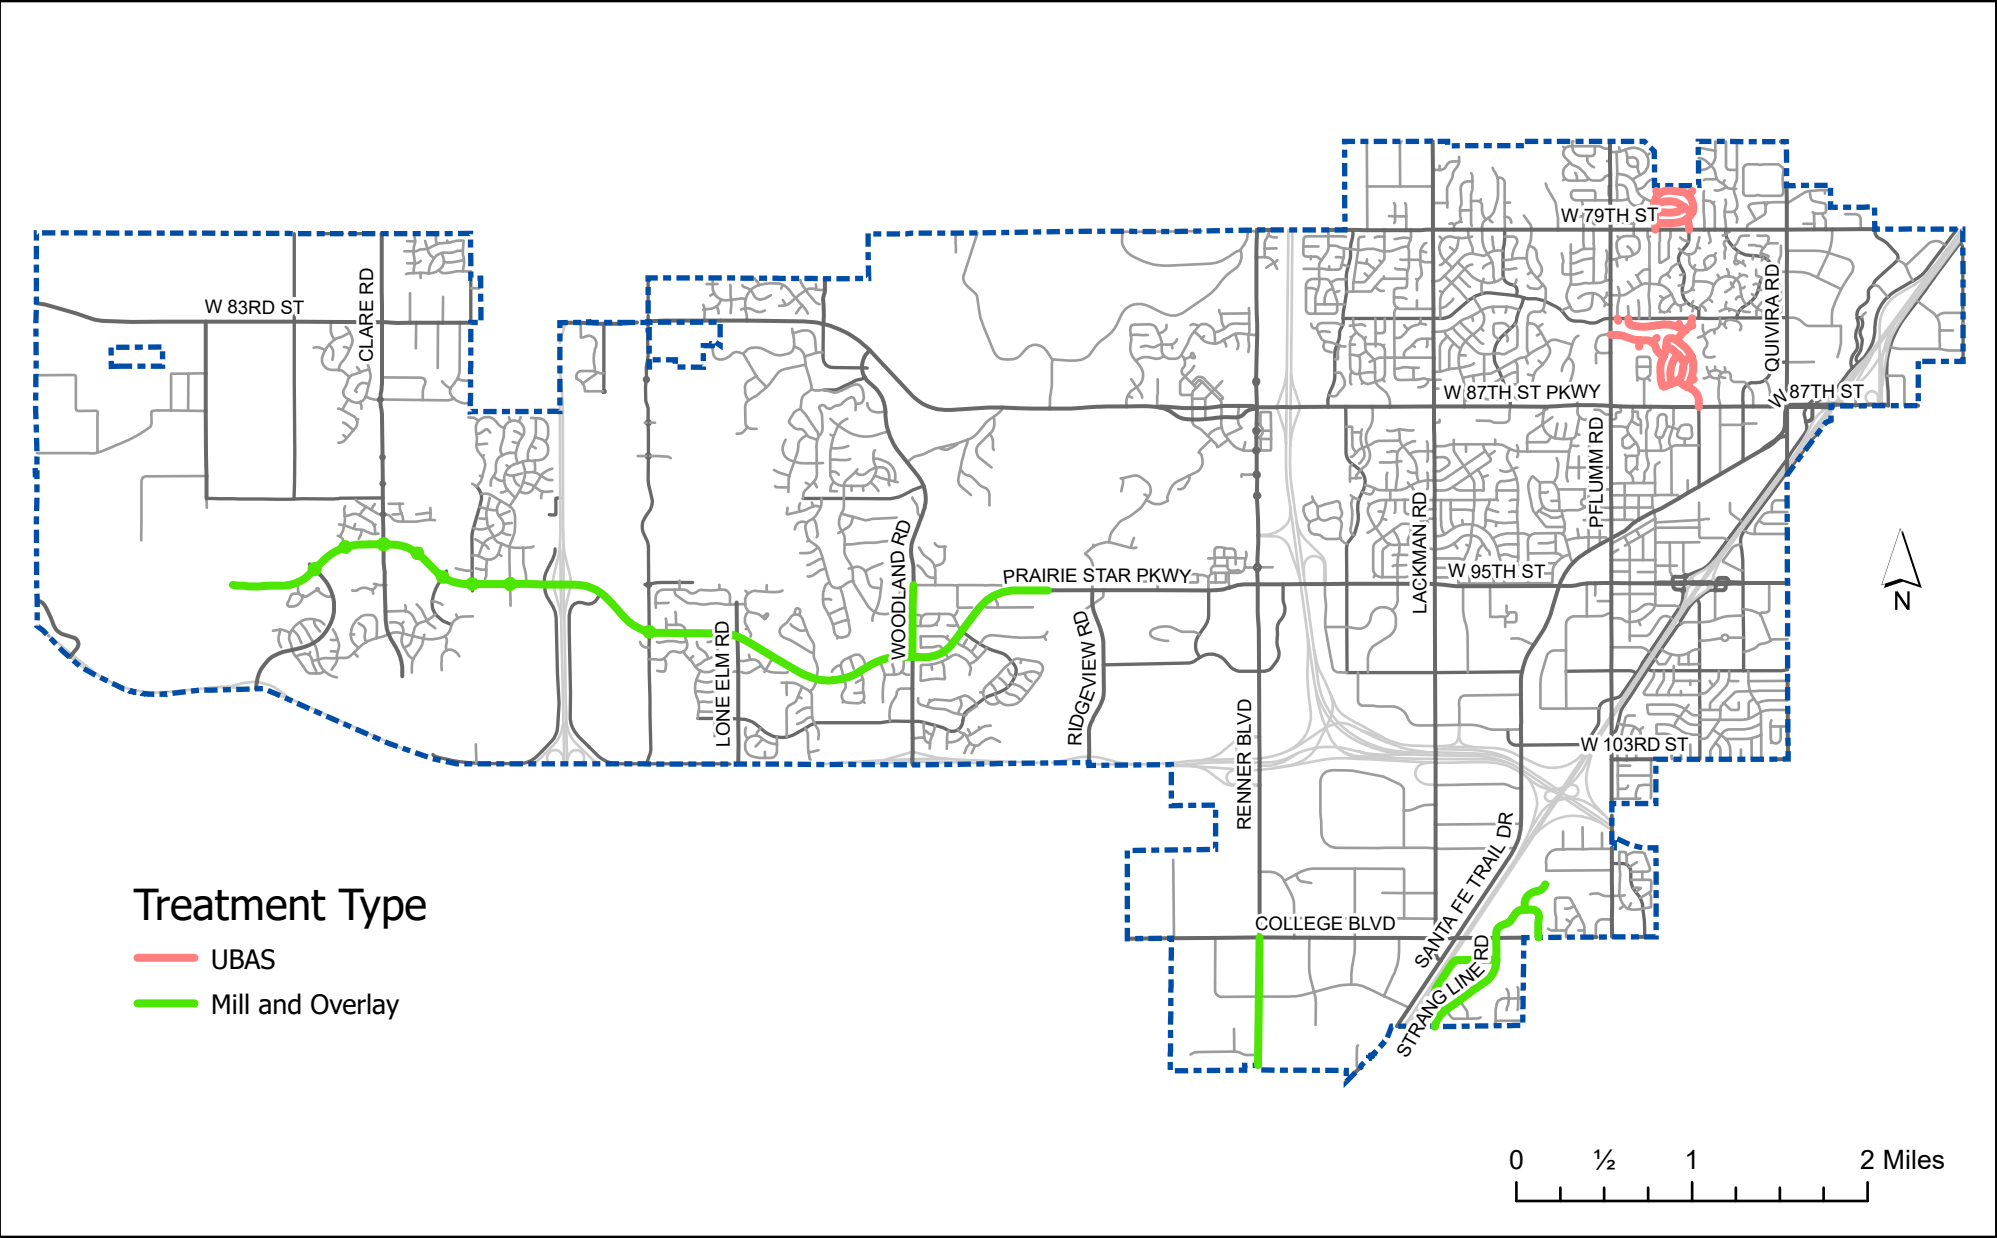 W 79TH ST
W 83RD ST
CLARE RD
QUIVIRA RD
W 87TH ST PKWY
W 87TH ST
PFLUMM RD
LACKMAN RD
WOODLAND RD
PRAIRIE STAR PKWY
W 95TH ST
N
LONE ELM RD
RIDGEVIEW RD
RENNER BLVD
W 103RD ST
SANTA FE TRAIL DR
COLLEGE BLVD
STRANG LINE RD
Treatment Type
UBAS
Mill and Overlay
0 ½ 1 2 Miles